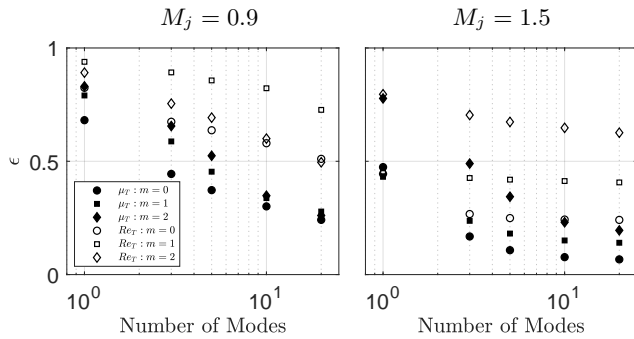 M_j = 0.9
M_j = 1.5
1
0.5
0
ϵ
μ_T : m = 0
μ_T : m = 1
μ_T : m = 2
Re_T : m = 0
Re_T : m = 1
Re_T : m = 2
10^0
10^1
10^0
10^1
Number of Modes
Number of Modes